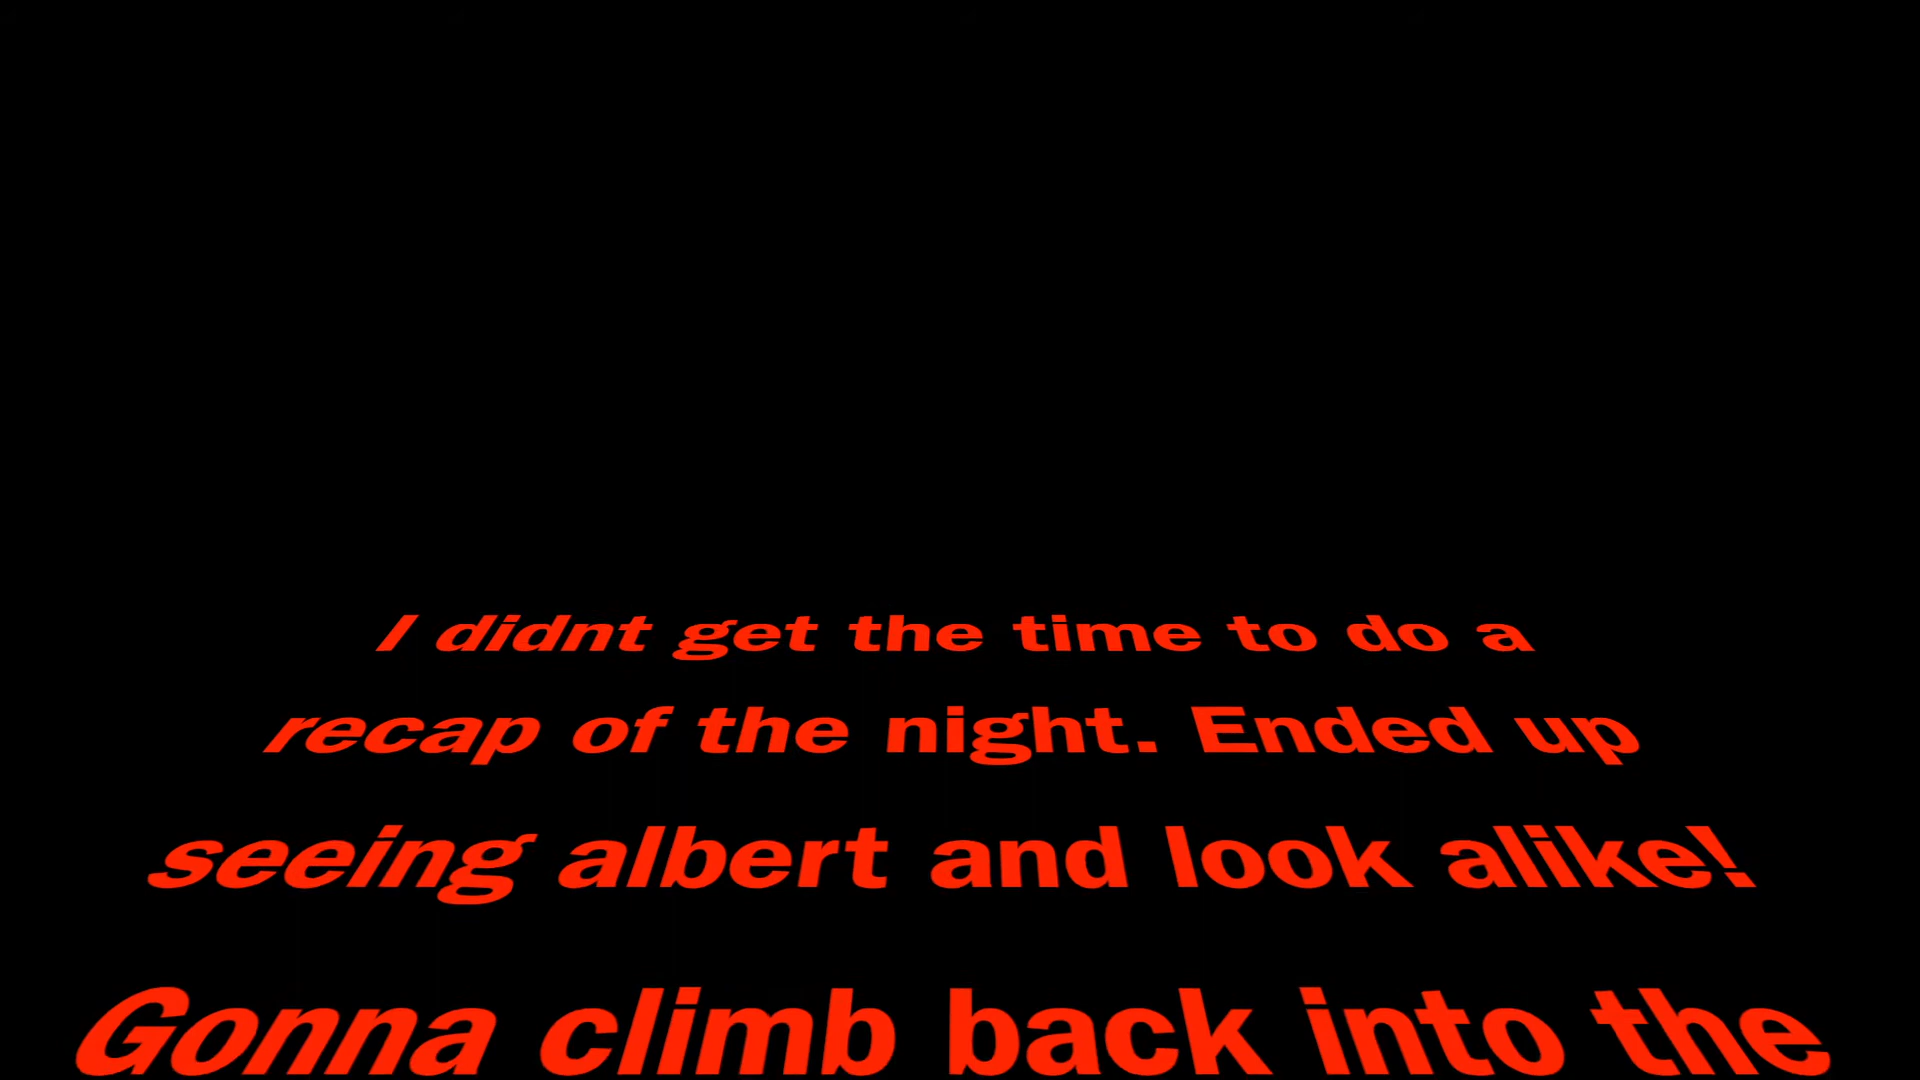 I didnt get the time to do a
recap of the night. Ended up
seeing albert and look alike!
Gonna climb back into the